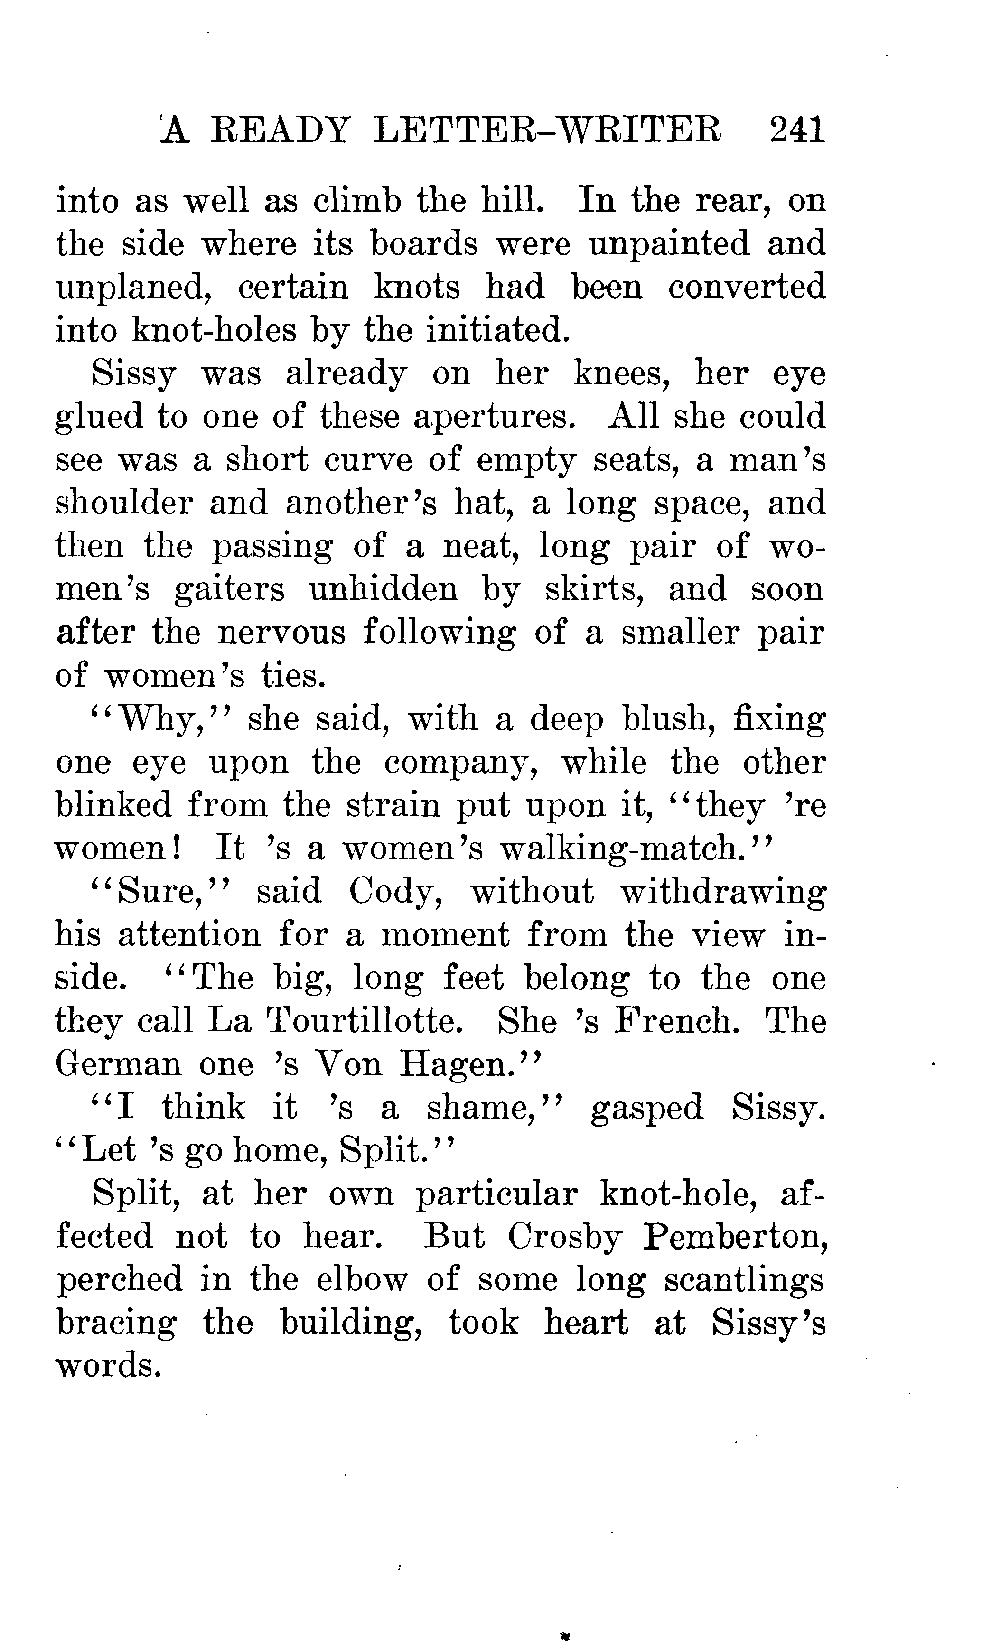 A READY LETTER-WRITER 241
into as well as climb the hill. In the rear, on
the side where its boards were unpainted and
unplaned, certain knots had been converted
into knot-holes by the initiated.
Sissy was already on her knees, her eye
glued to one of these apertures. All she could
see was a short curve of empty seats, a man's
shoulder and another's hat, a long space, and
then the passing of a neat, long pair of wo-
men's gaiters unhidden by skirts, and soon
after the nervous following of a smaller pair
of women's ties.
"Why," she said, with a deep blush, fixing
one eye upon the company, while the other
blinked from the strain put upon it, "they 're
women! It 's a women's walking-match."
"Sure," said Cody, without withdrawing
his attention for a moment from the view in-
side. "The big, long feet belong to the one
they call La Tourtillotte. She 's French. The
German one 's Von Hagen."
"I think it 's a shame," gasped Sissy.
"Let 's go home, Split."
Split, at her own particular knot-hole, af-
fected not to hear. But Crosby Pemberton,
perched in the elbow of some long scantlings
bracing the building, took heart at Sissy's
words.